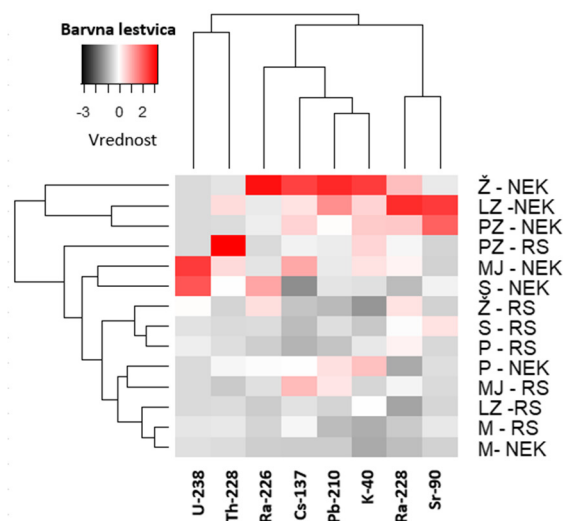 Barvna lestvica
-3 0 2
Vrednost
Ž - NEK
LZ -NEK
PZ - NEK
PZ - RS
MJ - NEK
S - NEK
Ž - RS
S - RS
P - RS
P - NEK
MJ - RS
LZ -RS
M - RS
M- NEK
U-238
Th-228
Ra-226
Cs-137
Pb-210
K-40
Ra-228
Sr-90